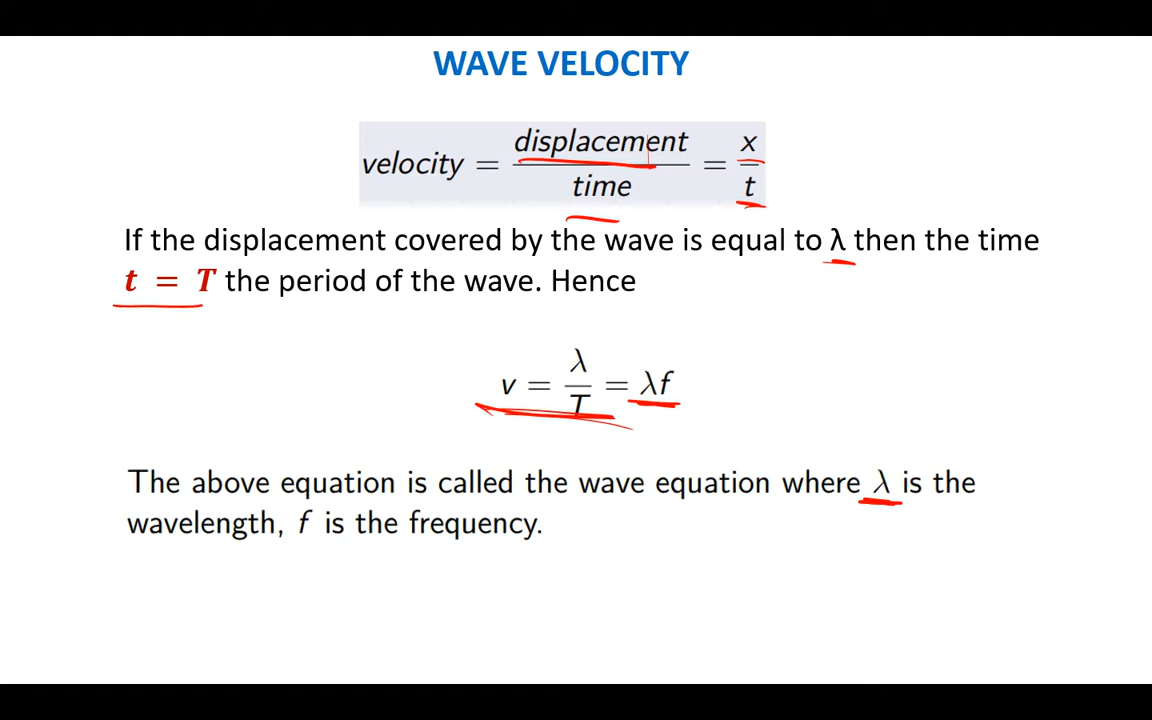 WAVE VELOCITY
velocity = displacement / time = x / t
If the displacement covered by the wave is equal to λ then the time
t = T the period of the wave. Hence
v = λ / T = λf
The above equation is called the wave equation where λ is the
wavelength, f is the frequency.